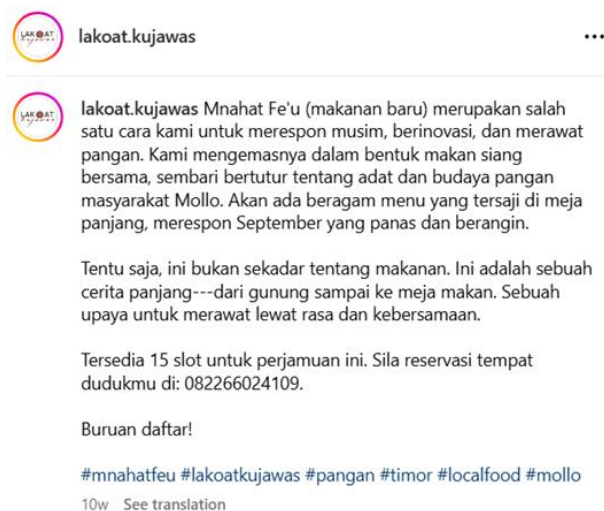 LAKOAT
kujawas
lakoat.kujawas
LAKOAT
kujawas
lakoat.kujawas Mnahat Fe'u (makanan baru) merupakan salah
satu cara kami untuk merespon musim, berinovasi, dan merawat
pangan. Kami mengemasnya dalam bentuk makan siang
bersama, sembari bertutur tentang adat dan budaya pangan
masyarakat Mollo. Akan ada beragam menu yang tersaji di meja
panjang, merespon September yang panas dan berangin.
Tentu saja, ini bukan sekadar tentang makanan. Ini adalah sebuah
cerita panjang---dari gunung sampai ke meja makan. Sebuah
upaya untuk merawat lewat rasa dan kebersamaan.
Tersedia 15 slot untuk perjamuan ini. Sila reservasi tempat
dudukmu di: 082266024109.
Buruan daftar!
#mnahatfeu #lakoatkujawas #pangan #timor #localfood #mollo
10w See translation